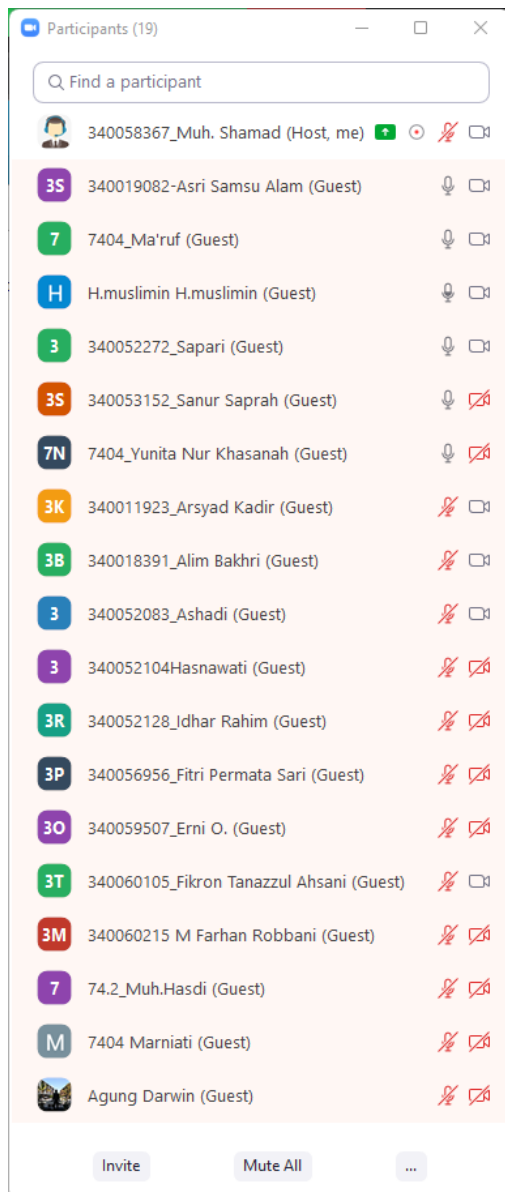 Participants (19)
Find a participant
340058367_Muh. Shamad (Host, me)
3S 340019082-Asri Samsu Alam (Guest)
7 7404_Ma'ruf (Guest)
H H.muslimin H.muslimin (Guest)
3 340052272_Sapari (Guest)
3S 340053152_Sanur Saprah (Guest)
7N 7404_Yunita Nur Khasanah (Guest)
3K 340011923_Arsyad Kadir (Guest)
3B 340018391_Alim Bakhri (Guest)
3 340052083_Ashadi (Guest)
3 340052104Hasnawati (Guest)
3R 340052128_Idhar Rahim (Guest)
3P 340056956_Fitri Permata Sari (Guest)
3O 340059507_Erni O. (Guest)
3T 340060105_Fikron Tanazzul Ahsani (Guest)
3M 340060215 M Farhan Robbani (Guest)
7 74.2_Muh.Hasdi (Guest)
M 7404 Marniati (Guest)
Agung Darwin (Guest)
Invite Mute All ...